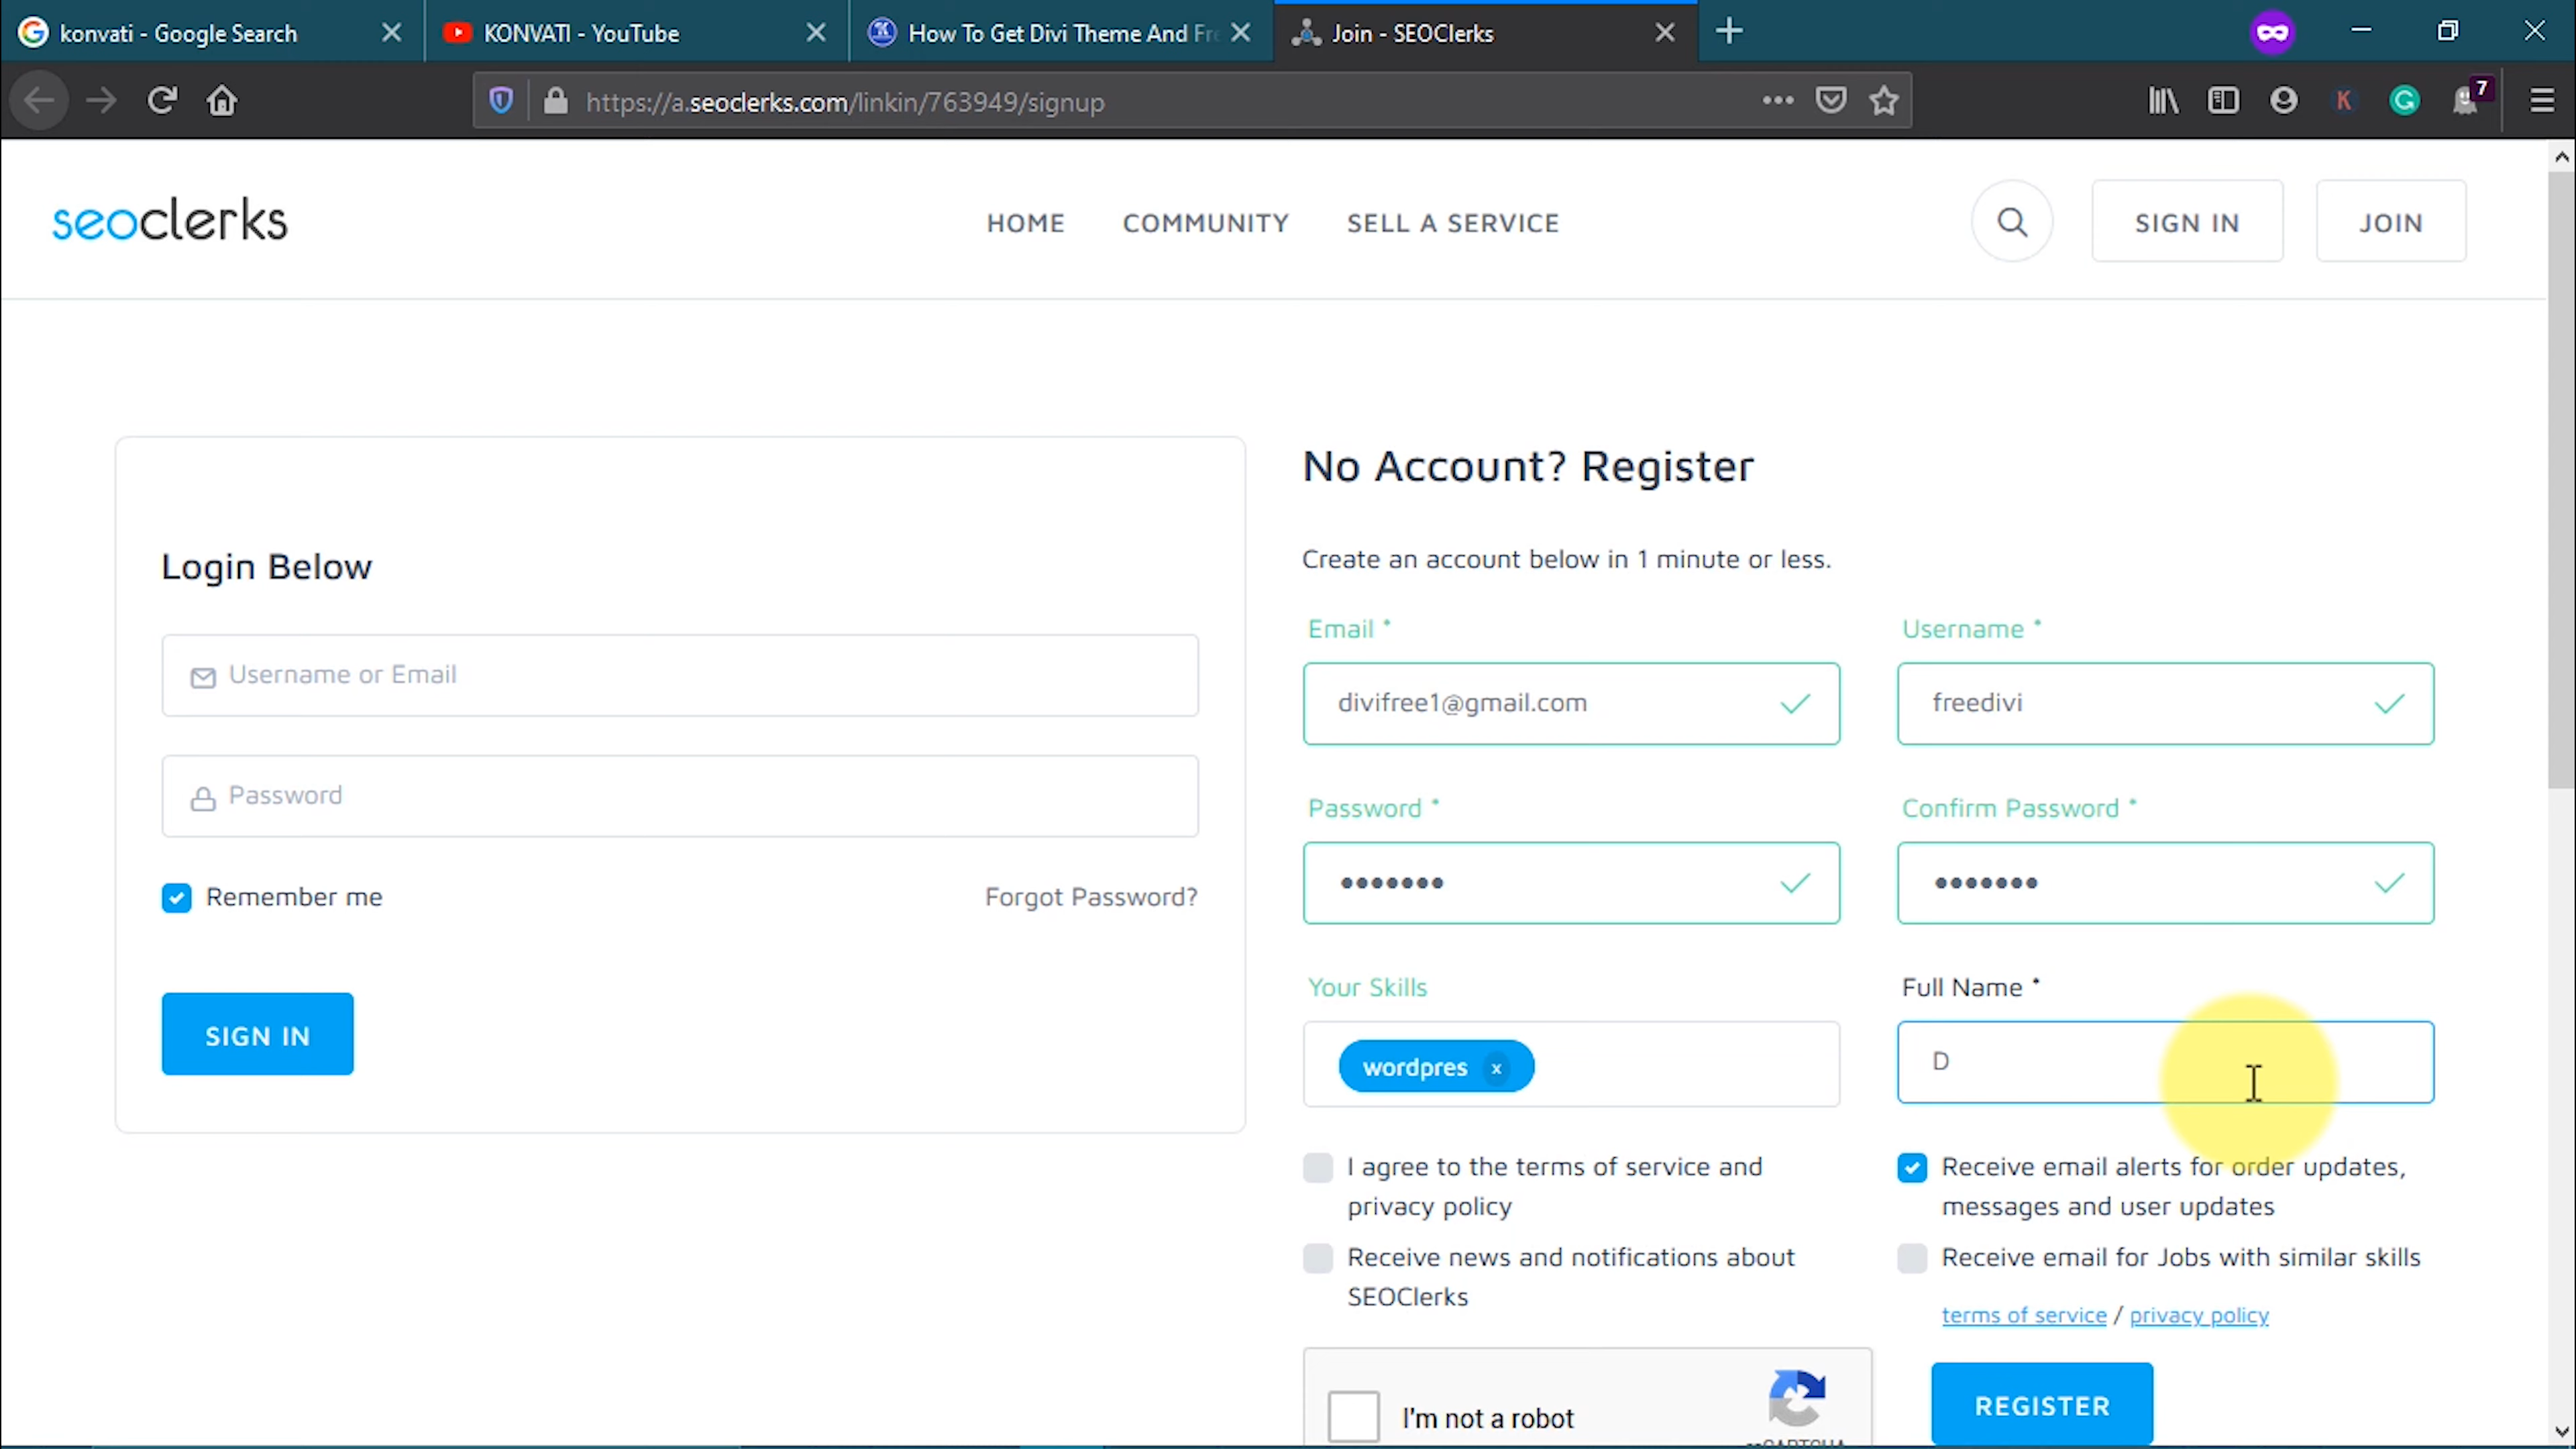 konvati - Google Search
KONVATI - YouTube
How To Get Divi Theme And Fre
Join - SEOClerks
https://a.seoclerks.com/linkin/763949/signup
7
seoclerks
HOME
COMMUNITY
SELL A SERVICE
SIGN IN
JOIN
Login Below
Username or Email
Password
Remember me
Forgot Password?
SIGN IN
No Account? Register
Create an account below in 1 minute or less.
Email *
Username *
divifree1@gmail.com
freedivi
Password *
Confirm Password *
•••••••
•••••••
Your Skills
Full Name *
wordpres x
D
I agree to the terms of service and
privacy policy
Receive email alerts for order updates,
messages and user updates
Receive news and notifications about
SEOClerks
Receive email for Jobs with similar skills
terms of service / privacy policy
I'm not a robot
reCAPTCHA
REGISTER